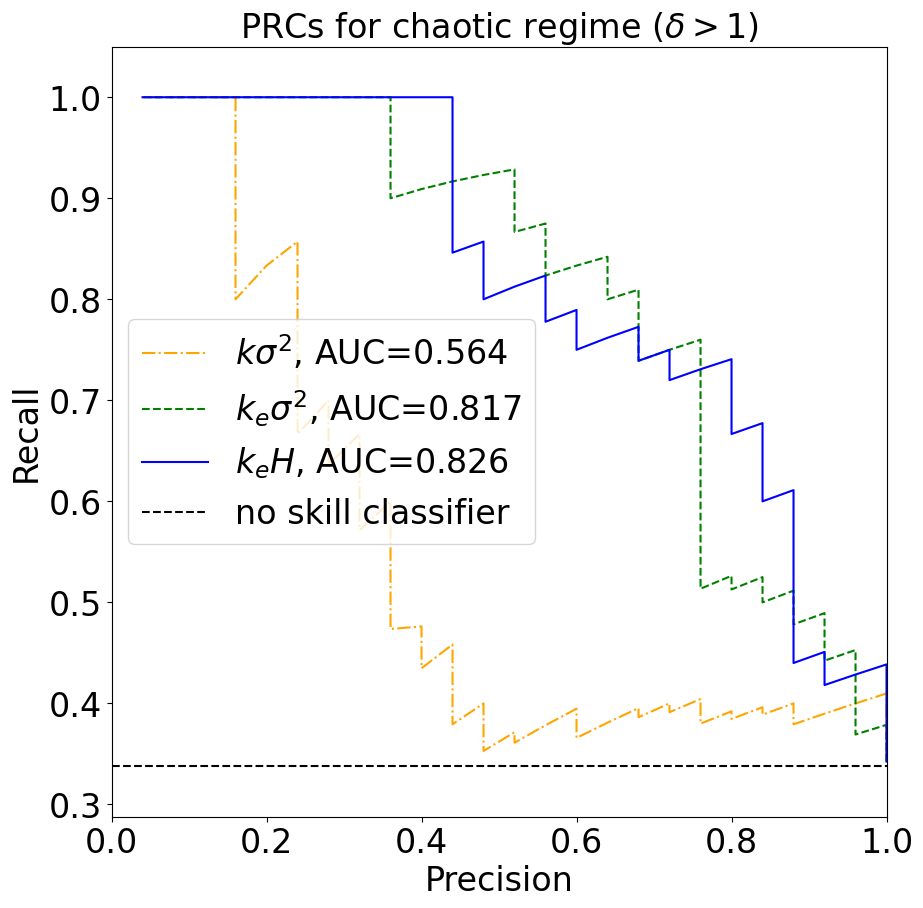 PRCs for chaotic regime (δ > 1)
1.0
0.9
0.8
0.7
0.6
0.5
0.4
0.3
Recall
kσ², AUC=0.564
kₑσ², AUC=0.817
kₑH, AUC=0.826
no skill classifier
0.0 0.2 0.4 0.6 0.8 1.0
Precision